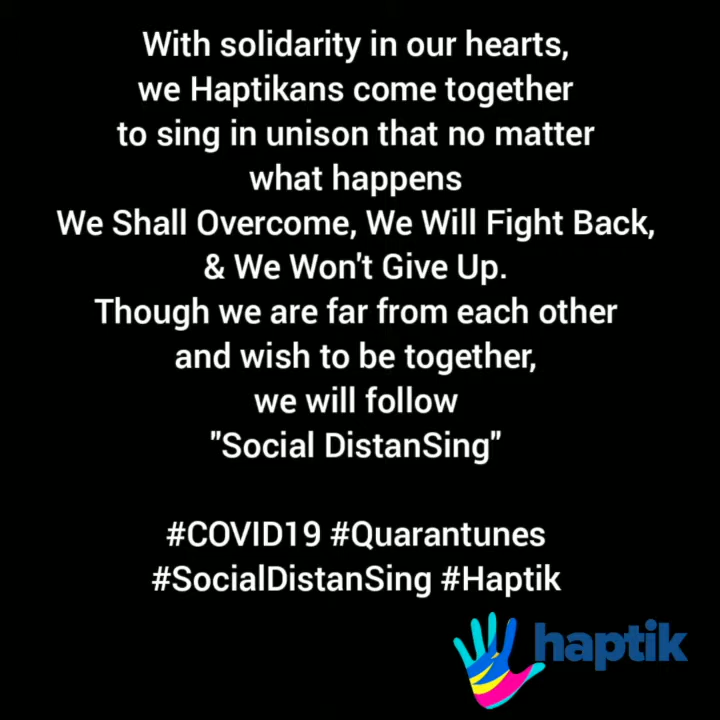 With solidarity in our hearts,
we Haptikans come together
to sing in unison that no matter
what happens
We Shall Overcome, We Will Fight Back,
& We Won't Give Up.
Though we are far from each other
and wish to be together,
we will follow
"Social DistanSing"
#COVID19 #Quarantunes
#SocialDistanSing #Haptik
haptik